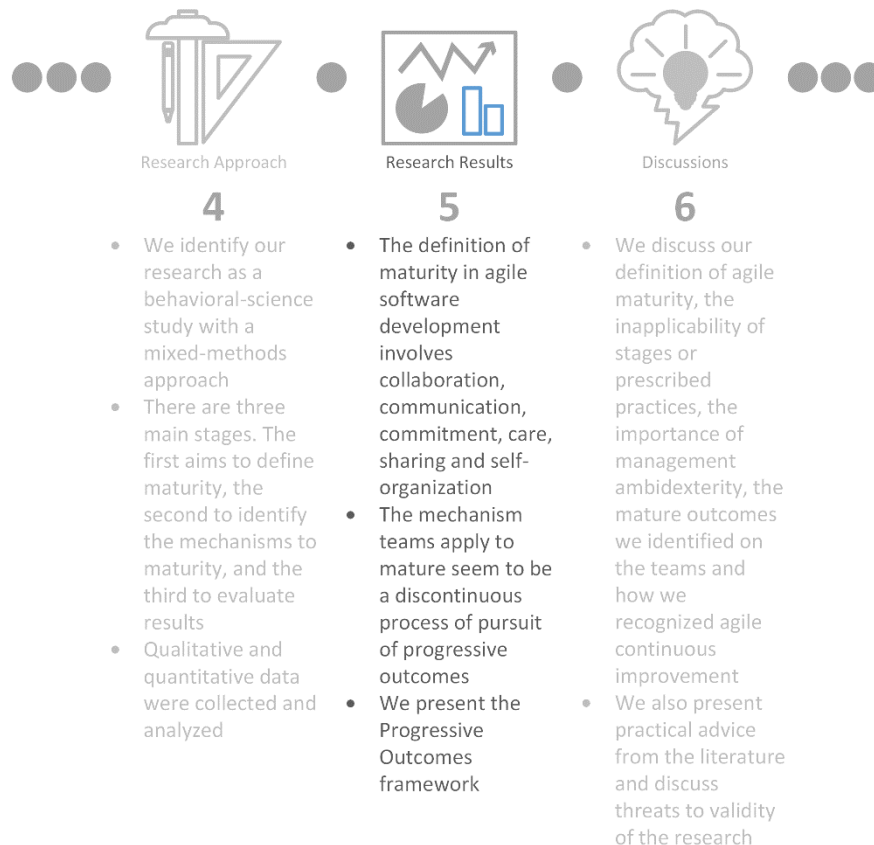 Research Approach
4
• We identify our
research as a
behavioral-science
study with a
mixed-methods
approach
• There are three
main stages. The
first aims to define
maturity, the
second to identify
the mechanisms to
maturity, and the
third to evaluate
results
• Qualitative and
quantitative data
were collected and
analyzed
Research Results
5
• The definition of
maturity in agile
software
development
involves
collaboration,
communication,
commitment, care,
sharing and self-
organization
• The mechanism
teams apply to
mature seem to be
a discontinuous
process of pursuit
of progressive
outcomes
• We present the
Progressive
Outcomes
framework
Discussions
6
• We discuss our
definition of agile
maturity, the
inapplicability of
stages or
prescribed
practices, the
importance of
management
ambidexterity, the
mature outcomes
we identified on
the teams and
how we
recognized agile
continuous
improvement
• We also present
practical advice
from the literature
and discuss
threats to validity
of the research